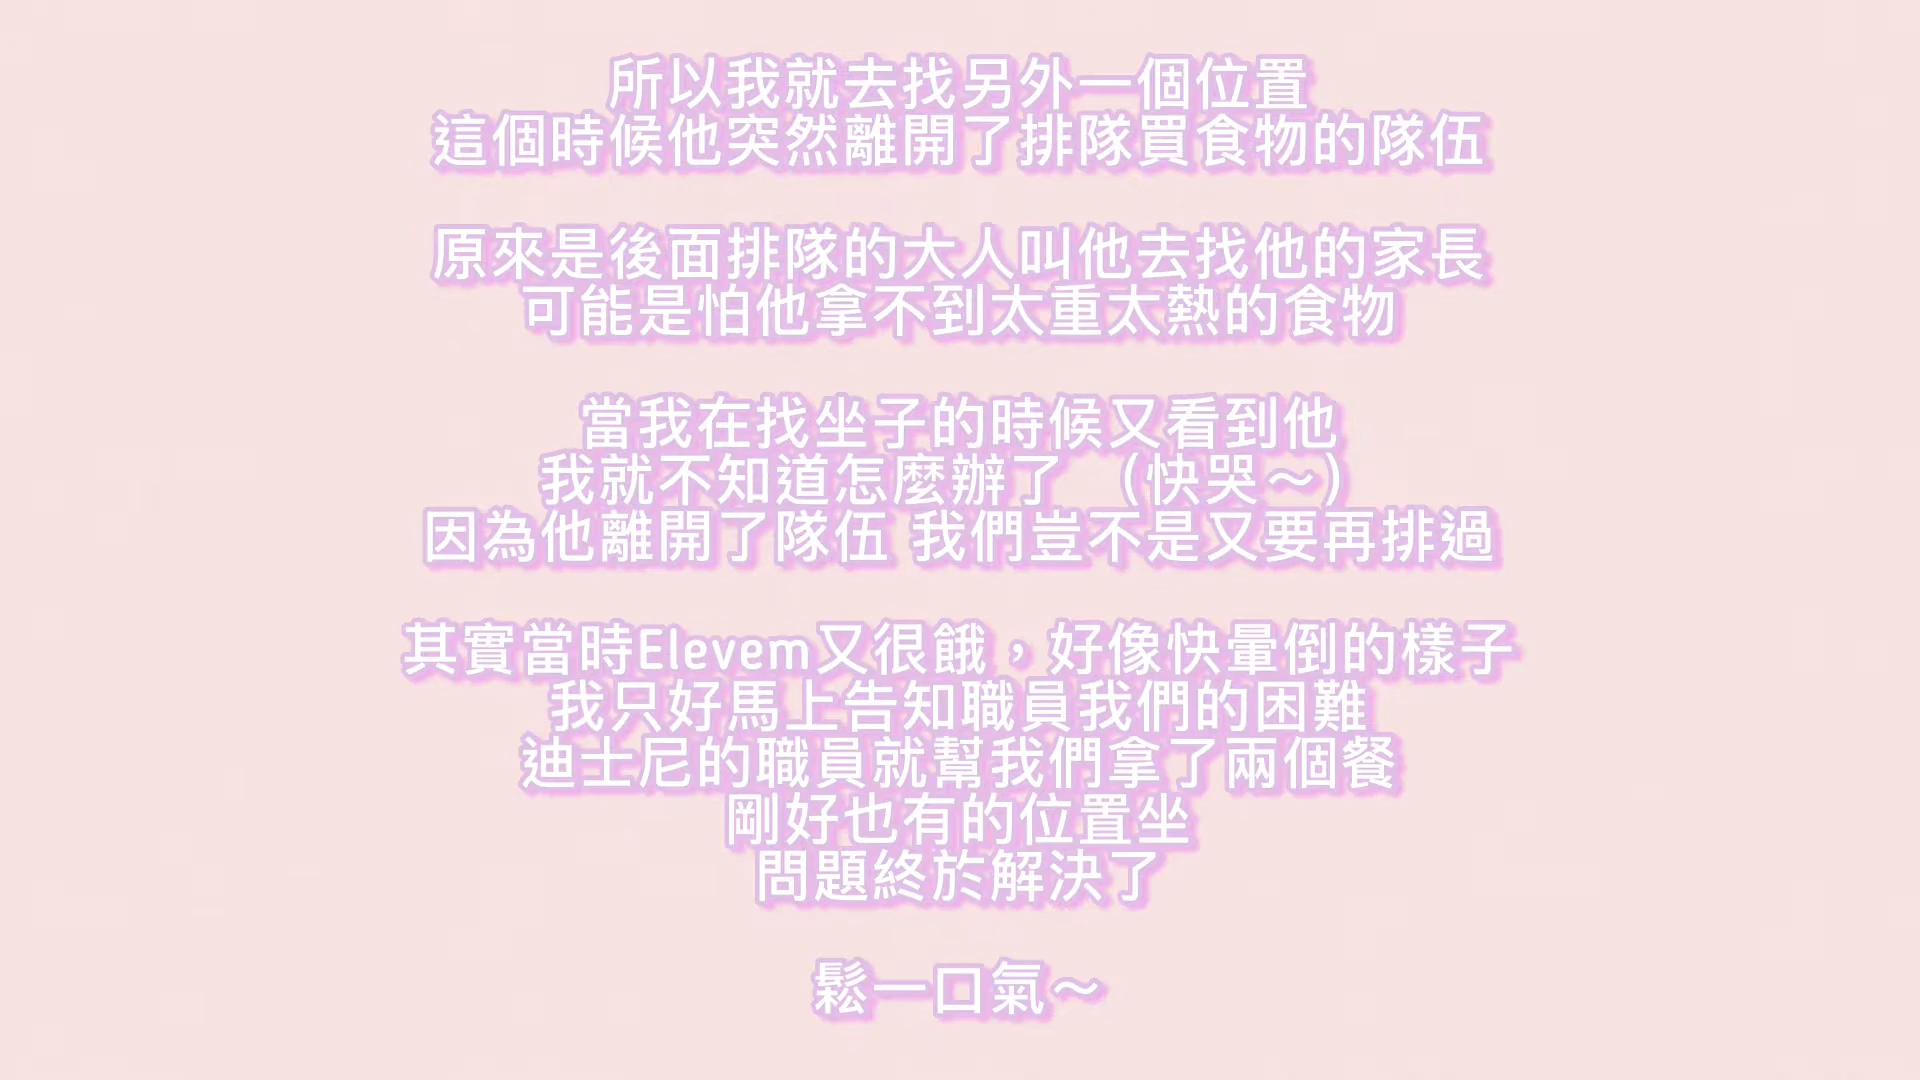 所以我就去找另外一個位置
這個時候他突然離開了排隊買食物的隊伍
原來是後面排隊的大人叫他去找他的家長
可能是怕他拿不到太重太熱的食物
當我在找坐子的時候又看到他
我就不知道怎麼辦了 （快哭～）
因為他離開了隊伍 我們豈不是又要再排過
其實當時Elevem又很餓，好像快暈倒的樣子
我只好馬上告知職員我們的困難
迪士尼的職員就幫我們拿了兩個餐
剛好也有的位置坐
問題終於解決了
鬆一口氣～